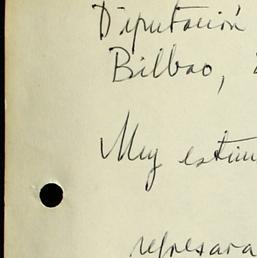 Diputación
Bilbao,
Muy estim